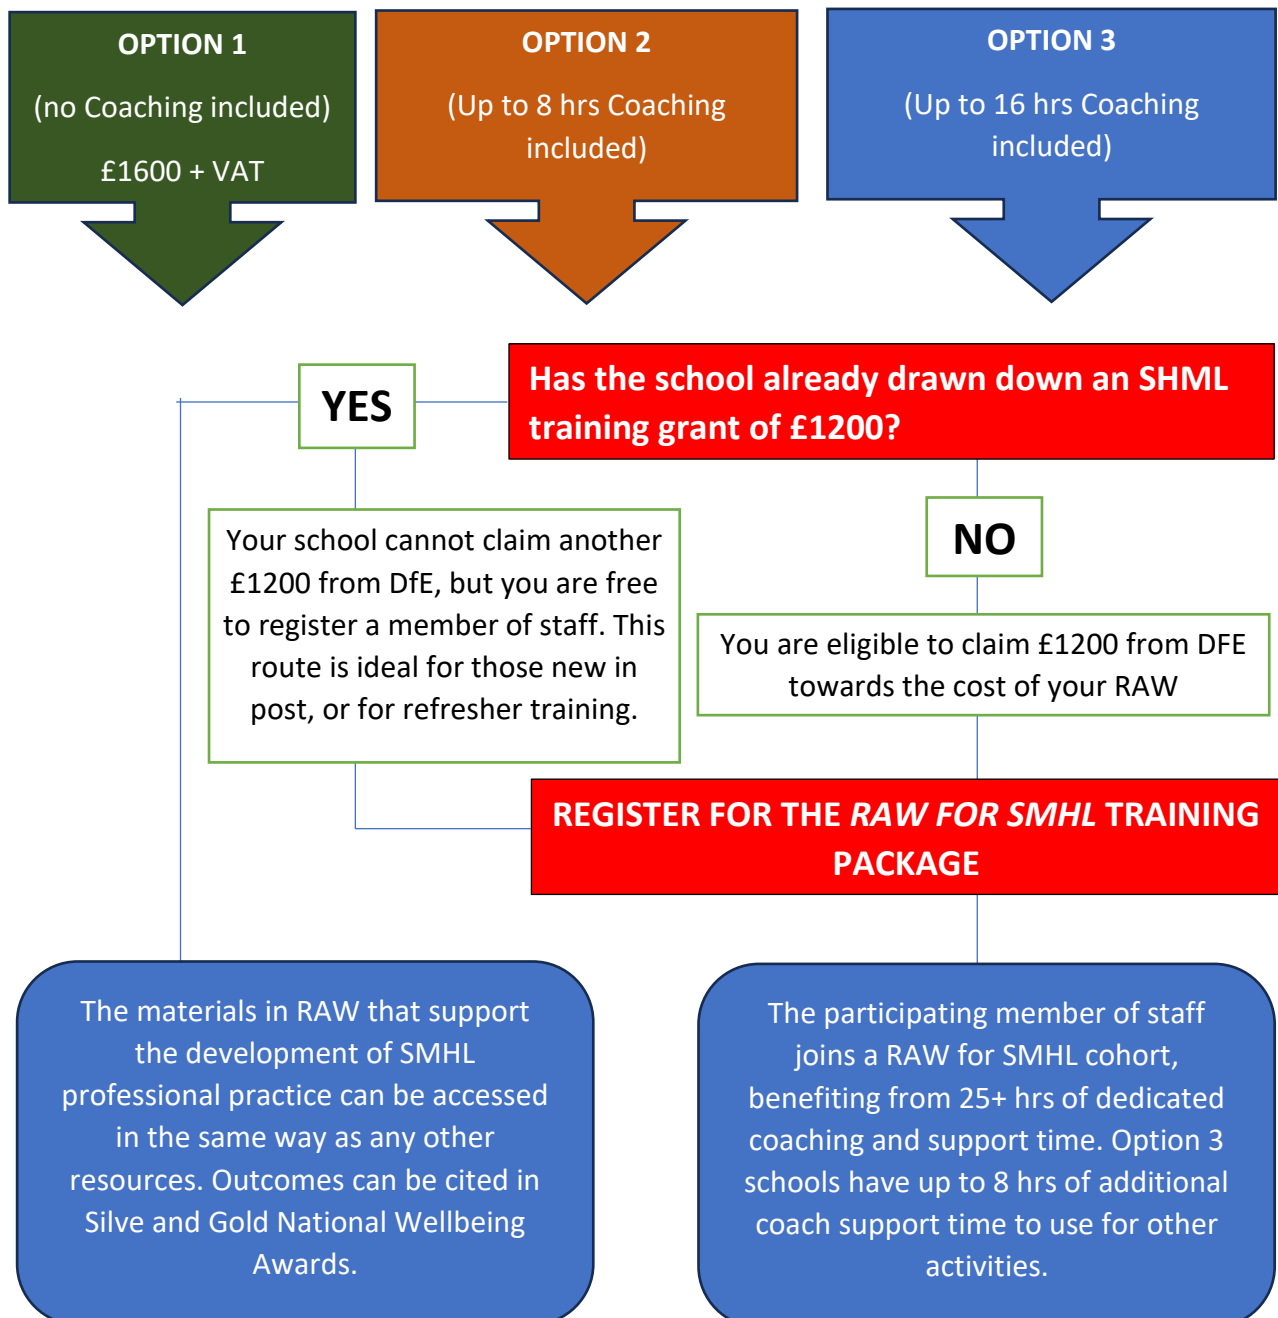 OPTION 1
(no Coaching included)
£1600 + VAT
OPTION 2
(Up to 8 hrs Coaching
included)
OPTION 3
(Up to 16 hrs Coaching
included)
Has the school already drawn down an SHML
training grant of £1200?
YES
NO
Your school cannot claim another
£1200 from DfE, but you are free
to register a member of staff. This
route is ideal for those new in
post, or for refresher training.
You are eligible to claim £1200 from DFE
towards the cost of your RAW
REGISTER FOR THE RAW FOR SMHL TRAINING
PACKAGE
The materials in RAW that support
the development of SMHL
professional practice can be accessed
in the same way as any other
resources. Outcomes can be cited in
Silve and Gold National Wellbeing
Awards.
The participating member of staff
joins a RAW for SMHL cohort,
benefiting from 25+ hrs of dedicated
coaching and support time. Option 3
schools have up to 8 hrs of additional
coach support time to use for other
activities.